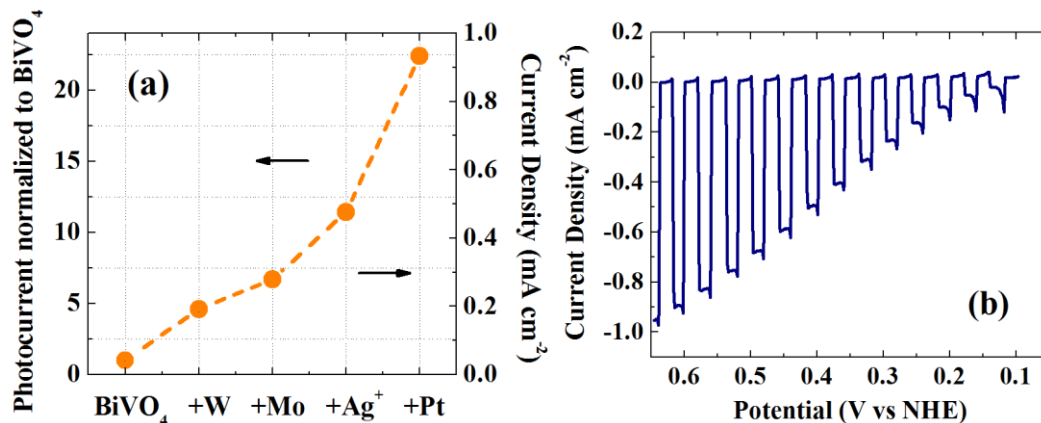 (a)
Photocurrent normalized to BiVO4
20
15
10
5
0
1.0
0.8
0.6
0.4
0.2
0.0
Current Density (mA cm-2)
BiVO4 +W +Mo +Ag+ +Pt
(b)
Current Density (mA cm-2)
0.2
0.0
-0.2
-0.4
-0.6
-0.8
-1.0
0.6 0.5 0.4 0.3 0.2 0.1
Potential (V vs NHE)